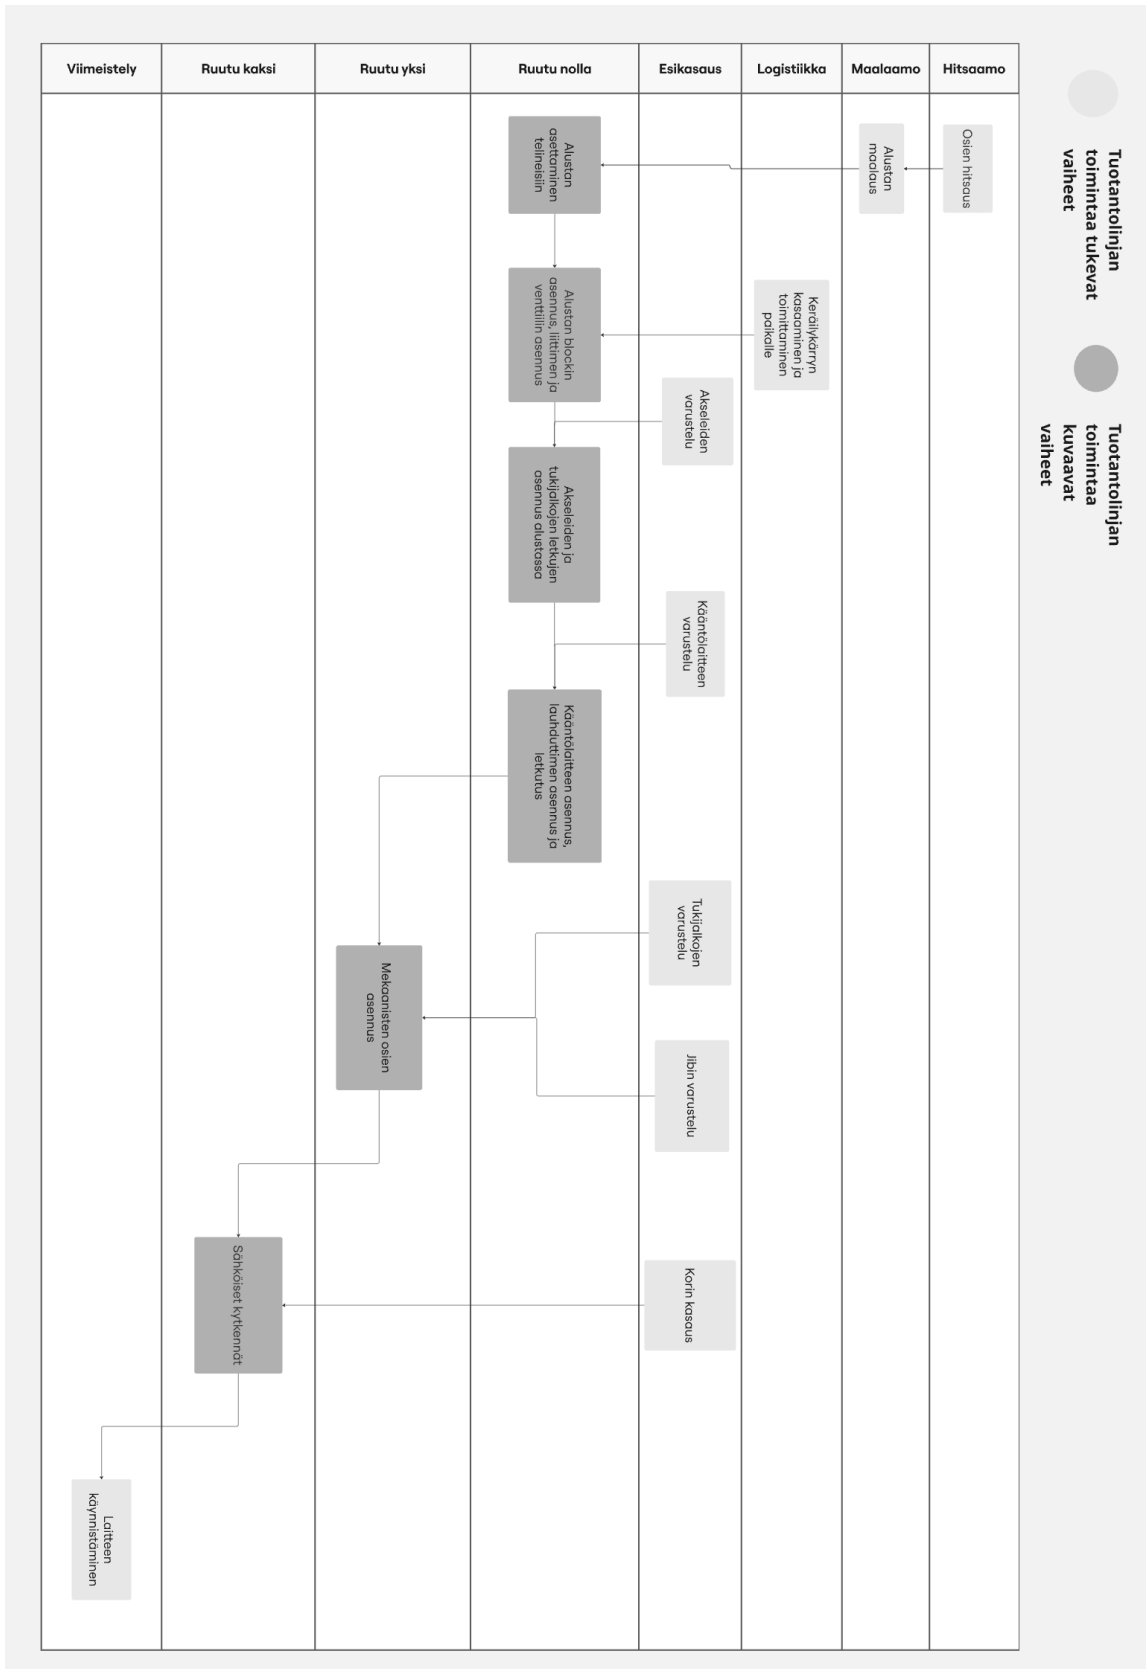 Viimeistely
Ruutu kaksi
Ruutu yksi
Ruutu nolla
Esikasaus
Logistiikka
Maalaamo
Hitsaamo
Tuotantolinjan
toimintaa tukevat
vaiheet
Tuotantolinjan
toimintaa
kuvaavat
vaiheet
Osien hitsaus
Alustan
maalaus
Alustan
asettaminen
telineisiin
Keräilykärryn
kasaaminen ja
toimittaminen
paikalle
Alustan blockin
asennus, liittimen ja
venttiilin asennus
Akseleiden
varustelu
Akseleiden ja
tukijalkojen letkujen
asennus alustassa
Kääntölaitteen
varustelu
Kääntölaitteen asennus,
lauhduttimen asennus ja
letkutus
Tukijalkojen
varustelu
Mekaanisten osien
asennus
Jibin varustelu
Sähköiset kytkennät
Korin kasaus
Laitteen
käynnistäminen